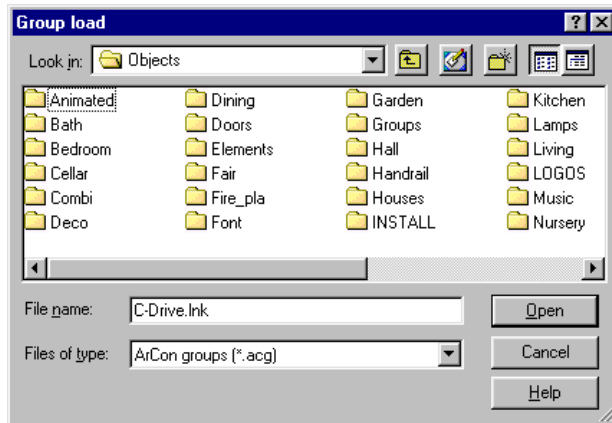 Group load
Look in: Objects
Animated Dining Garden Kitchen
Bath Doors Groups Lamps
Bedroom Elements Hall Living
Cellar Fair Handrail LOGOS
Combi Fire_pla Houses Music
Deco Font INSTALL Nursery
File name: C-Drive.lnk Open
Files of type: ArCon groups (*.acg) Cancel
Help